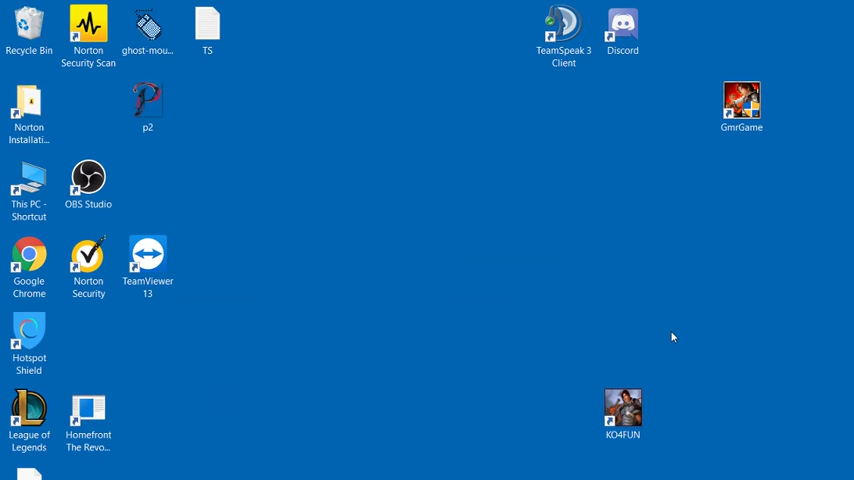 Recycle Bin
Norton
Security Scan
ghost-mou...
TS
TeamSpeak 3
Client
Discord
Norton
Installati...
p2
GmrGame
This PC -
Shortcut
OBS Studio
Google
Chrome
Norton
Security
TeamViewer
13
Hotspot
Shield
League of
Legends
Homefront
The Revo...
KO4FUN